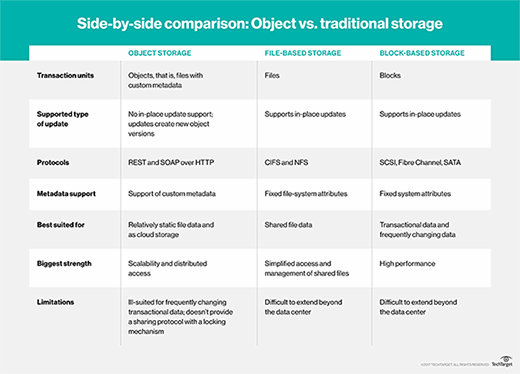 Side-by-side comparison: Object vs. traditional storage
OBJECT STORAGE FILE-BASED STORAGE BLOCK-BASED STORAGE
Transaction units Objects, that is, files with Files Blocks
custom metadata
Supported type No in-place update support; Supports in-place updates Supports in-place updates
of update updates create new object
versions
Protocols REST and SOAP over HTTP CIFS and NFS SCSI, Fibre Channel, SATA
Metadata support Support of custom metadata Fixed file-system attributes Fixed system attributes
Best suited for Relatively static file data and Shared file data Transactional data and
as cloud storage frequently changing data
Biggest strength Scalability and distributed Simplified access and High performance
access management of shared files
Limitations Ill-suited for frequently changing Difficult to extend beyond Difficult to extend beyond
transactional data; doesn't provide the data center the data center
a sharing protocol with a locking
mechanism
©2017 TECHTARGET. ALL RIGHTS RESERVED TechTarget